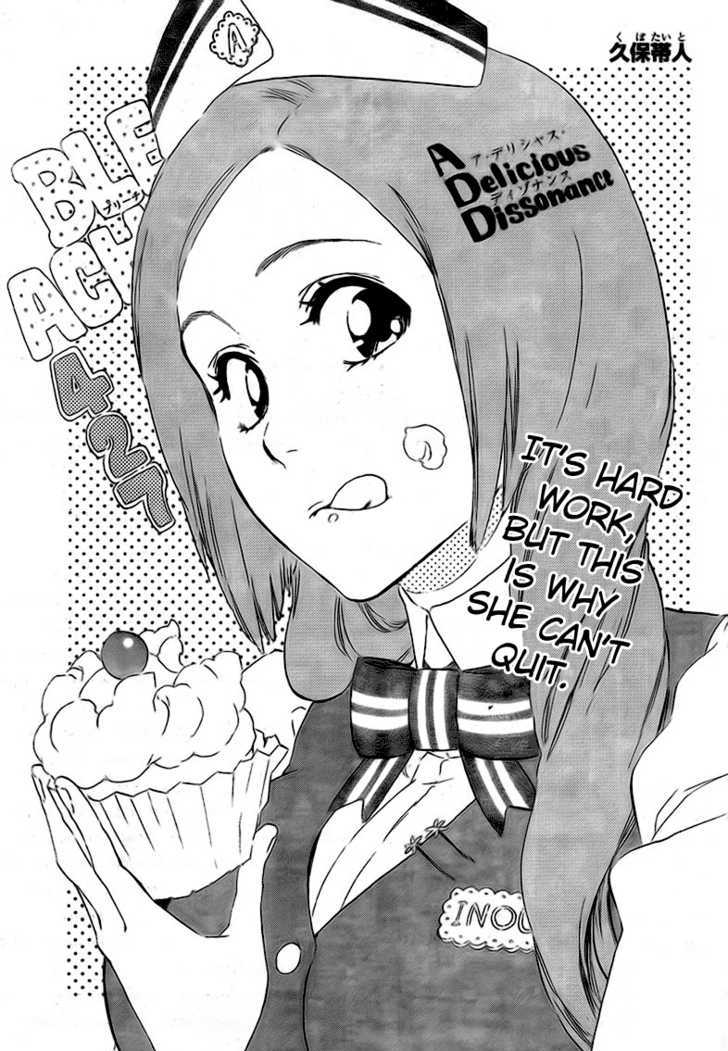 くぼたいと
久保帯人
A
BLE
ブリーチ
ACH
427
ア・デリシャス・
A
Delicious
ディゾナンス
Dissonance
IT'S HARD
WORK,
BUT THIS
IS WHY
SHE CAN'T
QUIT.
INOU